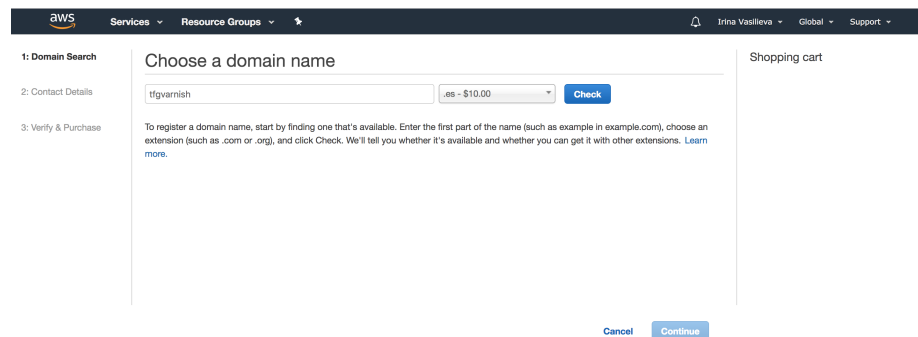 aws Services Resource Groups Irina Vasilieva Global Support
1: Domain Search
2: Contact Details
3: Verify & Purchase
Choose a domain name
tfgvarnish .es - $10.00 Check
To register a domain name, start by finding one that's available. Enter the first part of the name (such as example in example.com), choose an
extension (such as .com or .org), and click Check. We'll tell you whether it's available and whether you can get it with other extensions. Learn
more.
Shopping cart
Cancel Continue